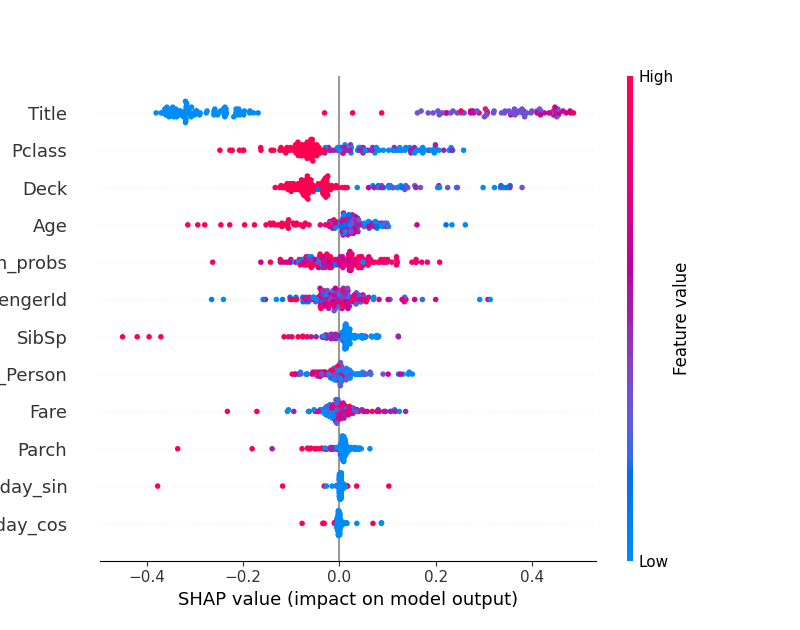 High
Title
Pclass
Deck
Age
n_probs
engerId
SibSp
_Person
Fare
Parch
day_sin
day_cos
Low
Feature value
−0.4 −0.2 0.0 0.2 0.4
SHAP value (impact on model output)